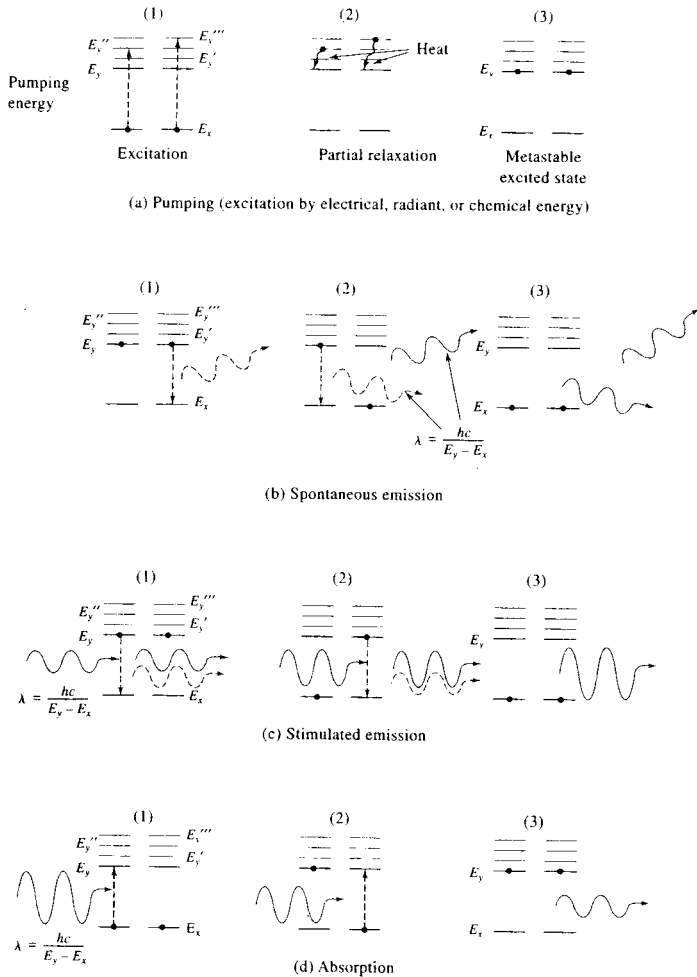 (1) (2) (3)
E_y'' E_y'''
E_y'
E_y
Heat
E_v
Pumping
energy
E_x
E_x
Excitation
Partial relaxation
Metastable
excited state
(a) Pumping (excitation by electrical, radiant, or chemical energy)
(1) (2) (3)
E_y'' E_y'''
E_y'
E_y
E_y
E_x
E_x
λ = hc / (E_y − E_x)
(b) Spontaneous emission
(1) (2) (3)
E_y'' E_y'''
E_y'
E_y
E_y
E_x
λ = hc / (E_y − E_x)
(c) Stimulated emission
(1) (2) (3)
E_y'' E_v'''
E_y'
E_y
E_y
E_x
E_x
λ = hc / (E_y − E_x)
(d) Absorption